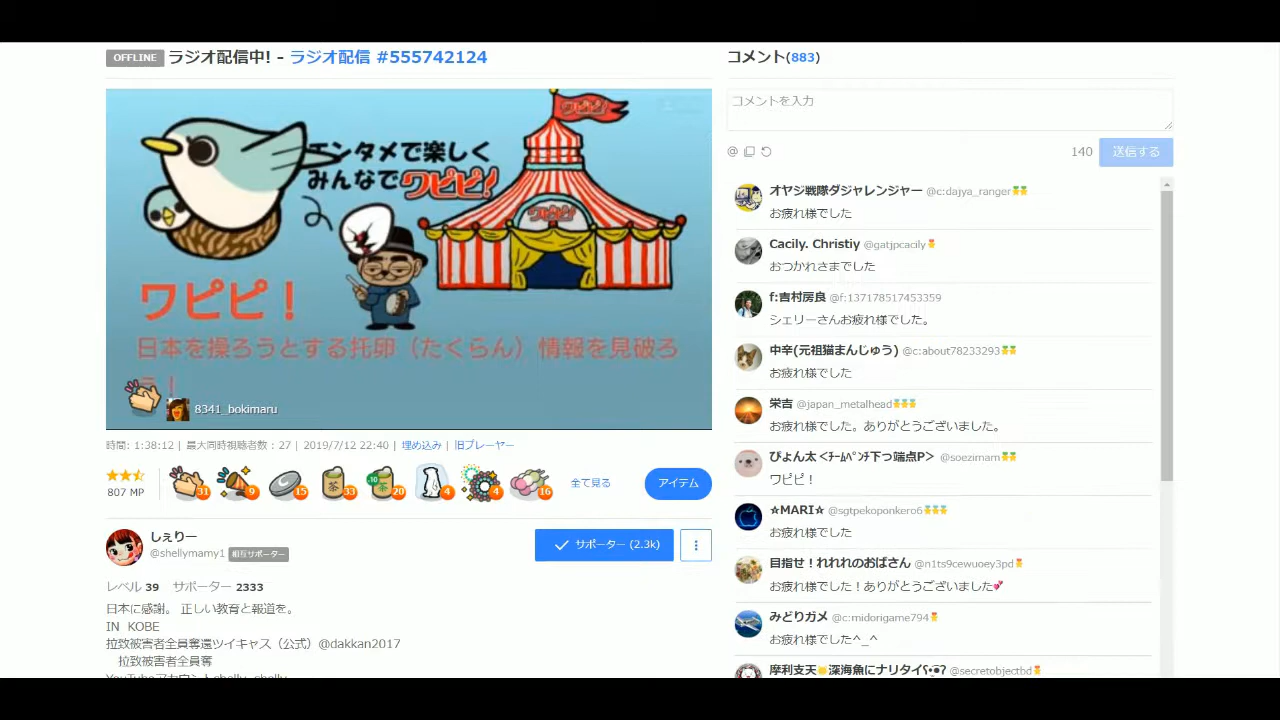 OFFLINE ラジオ配信中! - ラジオ配信 #555742124
エンタメで楽しく
みんなでワピピ!
ワピピ
ワピピ
ワピピ！
日本を操ろうとする托卵（たくらん）情報を見破ろ
う！
8341_bokimaru
時間: 1:38:12 | 最大同時視聴者数 : 27 | 2019/7/12 22:40 | 埋め込み | 旧プレーヤー
807 MP
31 9 15 33 20 4 4 16
全て見る
アイテム
しぇりー
@shellymamy1 相互サポーター
サポーター (2.3k)
レベル 39 サポーター 2333
日本に感謝。 正しい教育と報道を。
IN KOBE
拉致被害者全員奪還ツイキャス（公式）@dakkan2017
拉致被害者全員奪
コメント(883)
コメントを入力
140 送信する
オヤジ戦隊ダジャレンジャー @c:dajya_ranger
お疲れ様でした
Cacily. Christiy @gatjpcacily
おつかれさまでした
f:吉村房良 @f:137178517453359
シェリーさんお疲れ様でした。
中辛(元祖猫まんじゅう) @c:about78233293
お疲れ様でした
栄吉 @japan_metalhead
お疲れ様でした。ありがとうございました。
ぴょん太<ﾁｰﾑﾍﾟﾝﾁ下っ端点P> @soezimam
ワピピ！
☆MARI☆ @sgtpekoponkero6
お疲れ様でした
目指せ！れれれのおばさん @n1ts9cewuoey3pd
お疲れ様でした！ありがとうございました💕
みどりガメ @c:midorigame794
お疲れ様でした^_^
摩利支天🌟深海魚にナリタイ @secretobjectbd